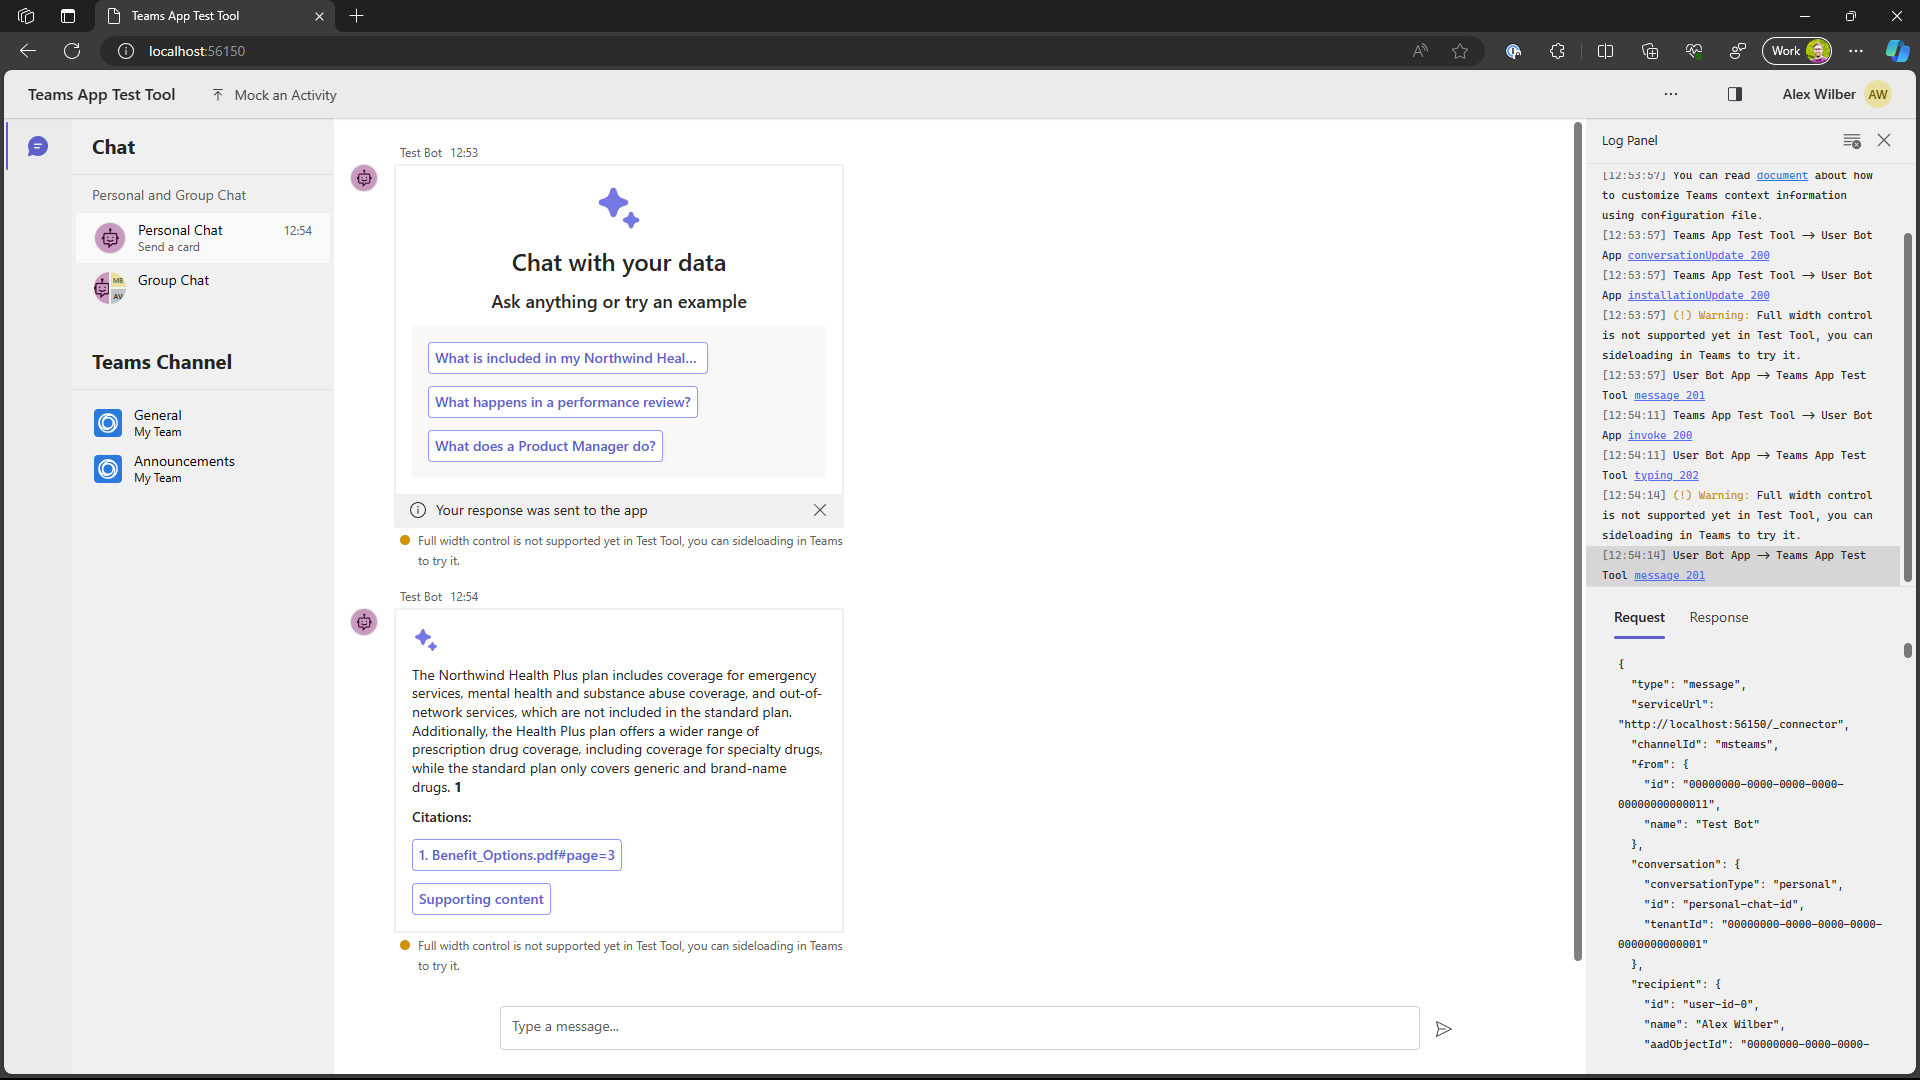 Teams App Test Tool
localhost:56150
Work
Teams App Test Tool
Mock an Activity
Alex Wilber
AW
Chat
Personal and Group Chat
Personal Chat 12:54
Send a card
Group Chat
MB
AV
Teams Channel
General
My Team
Announcements
My Team
Test Bot 12:53
Chat with your data
Ask anything or try an example
What is included in my Northwind Heal...
What happens in a performance review?
What does a Product Manager do?
Your response was sent to the app
Full width control is not supported yet in Test Tool, you can sideloading in Teams
to try it.
Test Bot 12:54
The Northwind Health Plus plan includes coverage for emergency
services, mental health and substance abuse coverage, and out-of-
network services, which are not included in the standard plan.
Additionally, the Health Plus plan offers a wider range of
prescription drug coverage, including coverage for specialty drugs,
while the standard plan only covers generic and brand-name
drugs. 1
Citations:
1. Benefit_Options.pdf#page=3
Supporting content
Full width control is not supported yet in Test Tool, you can sideloading in Teams
to try it.
Type a message...
Log Panel
[12:53:57] You can read document about how
to customize Teams context information
using configuration file.
[12:53:57] Teams App Test Tool → User Bot
App conversationUpdate 200
[12:53:57] Teams App Test Tool → User Bot
App installationUpdate 200
[12:53:57] (!) Warning: Full width control
is not supported yet in Test Tool, you can
sideloading in Teams to try it.
[12:53:57] User Bot App → Teams App Test
Tool message 201
[12:54:11] Teams App Test Tool → User Bot
App invoke 200
[12:54:11] User Bot App → Teams App Test
Tool typing 202
[12:54:14] (!) Warning: Full width control
is not supported yet in Test Tool, you can
sideloading in Teams to try it.
[12:54:14] User Bot App → Teams App Test
Tool message 201
Request Response
{
"type": "message",
"serviceUrl":
"http://localhost:56150/_connector",
"channelId": "msteams",
"from": {
"id": "00000000-0000-0000-0000-
00000000000011",
"name": "Test Bot"
},
"conversation": {
"conversationType": "personal",
"id": "personal-chat-id",
"tenantId": "00000000-0000-0000-0000-
0000000000001"
},
"recipient": {
"id": "user-id-0",
"name": "Alex Wilber",
"aadObjectId": "00000000-0000-0000-